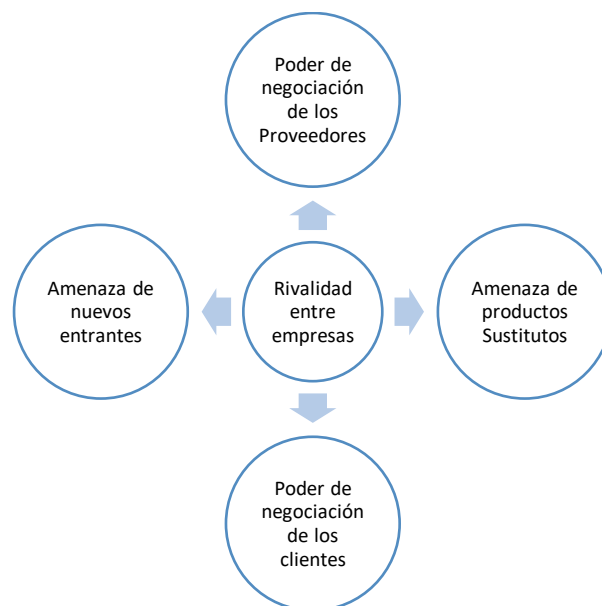 Poder de
negociación
de los
Proveedores
Amenaza de
nuevos
entrantes
Rivalidad
entre
empresas
Amenaza de
productos
Sustitutos
Poder de
negociación
de los
clientes